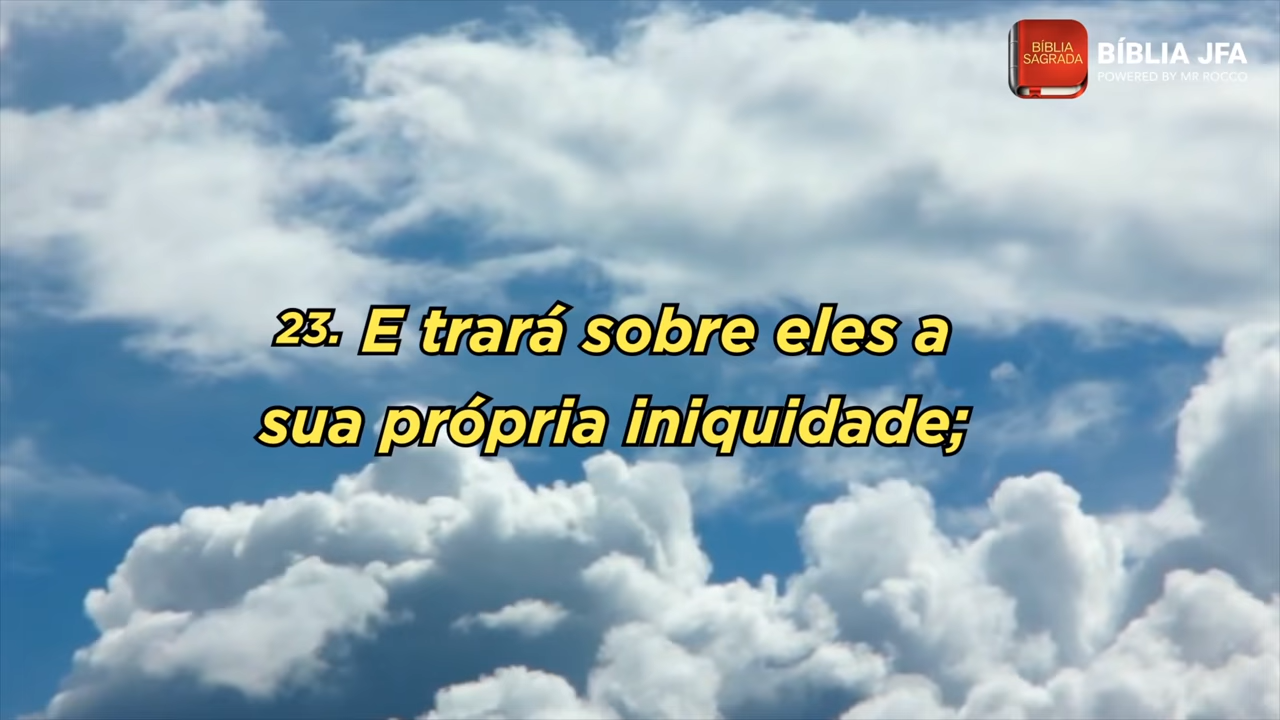 BÍBLIA
SAGRADA
BÍBLIA JFA
POWERED BY MR ROCCO
23. E trará sobre eles a
sua própria iniquidade;